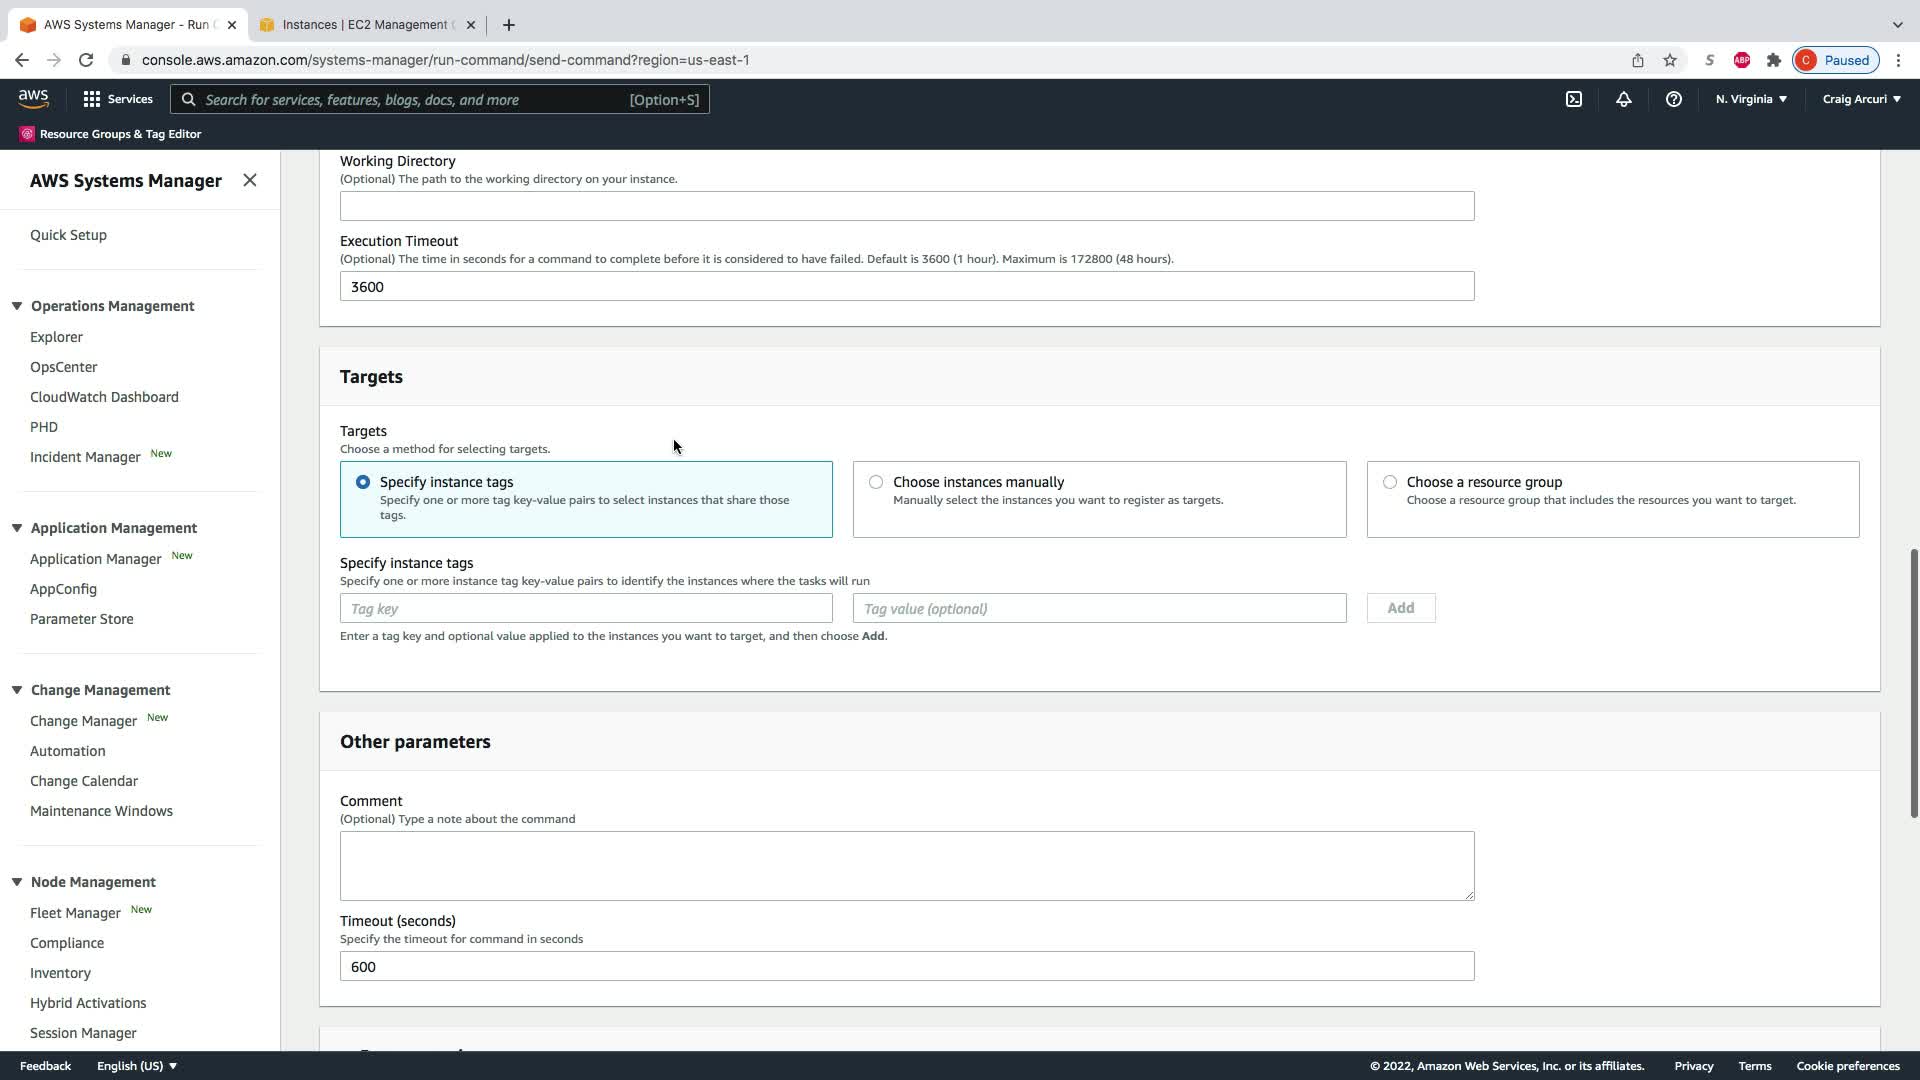 AWS Systems Manager - Run C
Instances | EC2 Management C
console.aws.amazon.com/systems-manager/run-command/send-command?region=us-east-1
S
ABP
C
Paused
aws
Services
Search for services, features, blogs, docs, and more
[Option+S]
N. Virginia
Craig Arcuri
Resource Groups & Tag Editor
AWS Systems Manager
Quick Setup
Operations Management
Explorer
OpsCenter
CloudWatch Dashboard
PHD
Incident Manager New
Application Management
Application Manager New
AppConfig
Parameter Store
Change Management
Change Manager New
Automation
Change Calendar
Maintenance Windows
Node Management
Fleet Manager New
Compliance
Inventory
Hybrid Activations
Session Manager
Working Directory
(Optional) The path to the working directory on your instance.
Execution Timeout
(Optional) The time in seconds for a command to complete before it is considered to have failed. Default is 3600 (1 hour). Maximum is 172800 (48 hours).
3600
Targets
Targets
Choose a method for selecting targets.
Specify instance tags
Specify one or more tag key-value pairs to select instances that share those
tags.
Choose instances manually
Manually select the instances you want to register as targets.
Choose a resource group
Choose a resource group that includes the resources you want to target.
Specify instance tags
Specify one or more instance tag key-value pairs to identify the instances where the tasks will run
Tag key
Tag value (optional)
Add
Enter a tag key and optional value applied to the instances you want to target, and then choose Add.
Other parameters
Comment
(Optional) Type a note about the command
Timeout (seconds)
Specify the timeout for command in seconds
600
Feedback
English (US)
© 2022, Amazon Web Services, Inc. or its affiliates.
Privacy
Terms
Cookie preferences